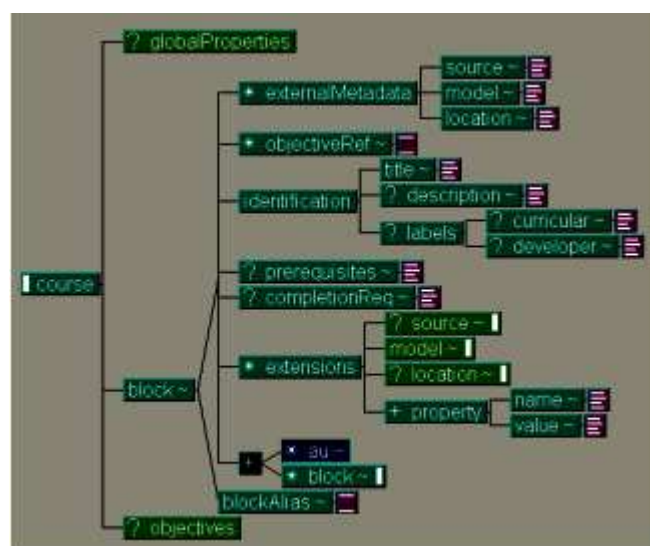 ? globalProperties
source ~
* externalMetadata
model ~
location ~
* objectiveRef ~
title ~
identification
? description ~
? labels
? curricular ~
? developer ~
? prerequisites ~
course
? completionReq ~
? source ~
model ~
* extensions
? location ~
block ~
name ~
+ property
value ~
* au ~
+
* block ~
blockAlias ~
? objectives